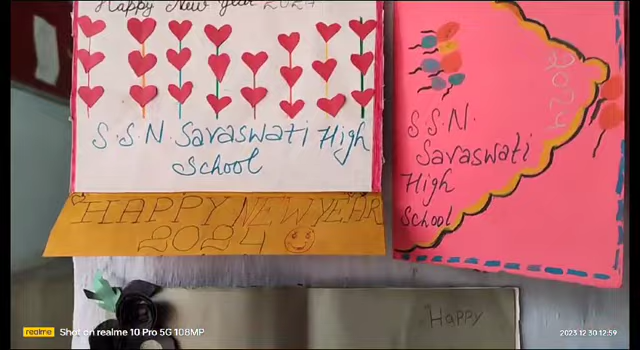 Happy New Year 2024
S.S.N. Saraswati High
School
HAPPY NEW YEAR
2024
2024
S.S.N.
Saraswati
High
School
"Happy
realme
Shot on realme 10 Pro 5G 108MP
2023.12.30 12:59